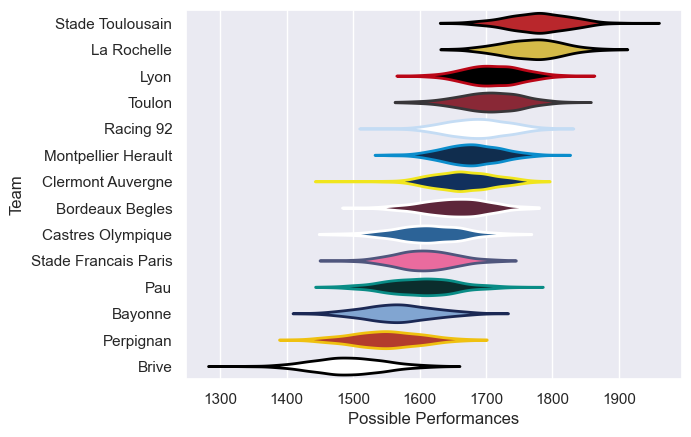 Stade Toulousain
La Rochelle
Lyon
Toulon
Racing 92
Montpellier Herault
Clermont Auvergne
Bordeaux Begles
Castres Olympique
Stade Francais Paris
Pau
Bayonne
Perpignan
Brive
Team
1300 1400 1500 1600 1700 1800 1900
Possible Performances